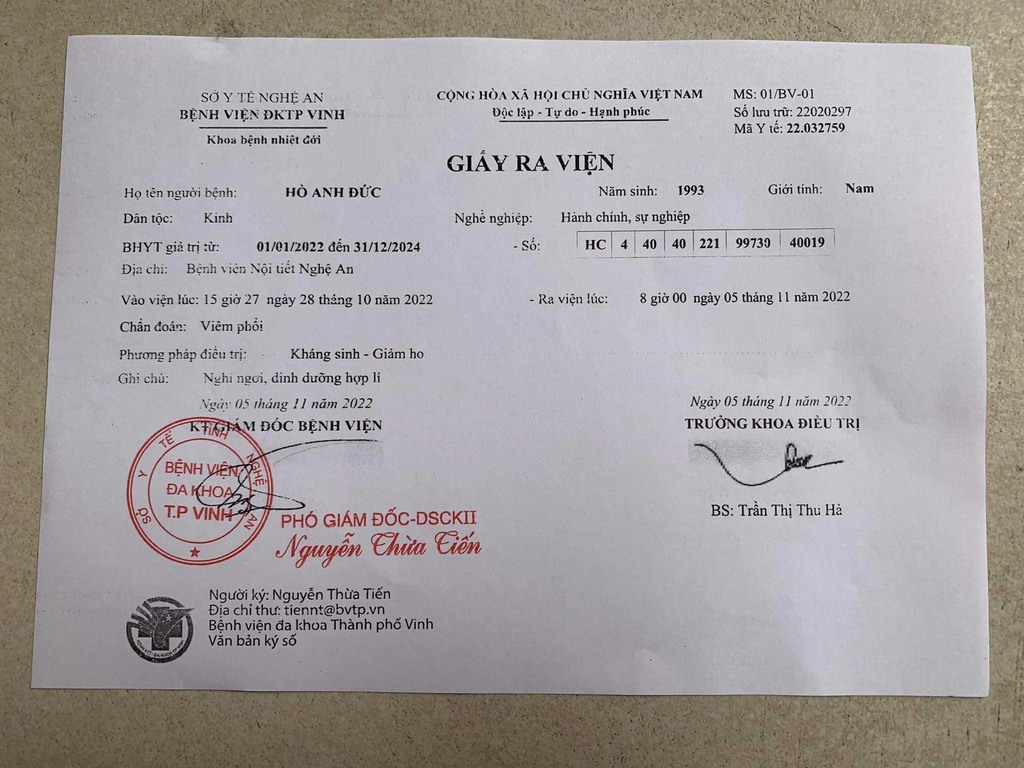 SỞ Y TẾ NGHỆ AN
BỆNH VIỆN ĐKTP VINH
Khoa bệnh nhiệt đới
CỘNG HÒA XÃ HỘI CHỦ NGHĨA VIỆT NAM
Độc lập - Tự do - Hạnh phúc
MS: 01/BV-01
Số lưu trữ: 22020297
Mã Y tế: 22.032759
GIẤY RA VIỆN
Họ tên người bệnh: HỒ ANH ĐỨC Năm sinh: 1993 Giới tính: Nam
Dân tộc: Kinh Nghề nghiệp: Hành chính, sự nghiệp
BHYT giá trị từ: 01/01/2022 đến 31/12/2024 - Số: HC 4 40 40 221 99730 40019
Địa chỉ: Bệnh viện Nội tiết Nghệ An
Vào viện lúc: 15 giờ 27 ngày 28 tháng 10 năm 2022 - Ra viện lúc: 8 giờ 00 ngày 05 tháng 11 năm 2022
Chẩn đoán: Viêm phổi
Phương pháp điều trị: Kháng sinh - Giảm ho
Ghi chú: Nghỉ ngơi, dinh dưỡng hợp lí
Ngày 05 tháng 11 năm 2022
KT GIÁM ĐỐC BỆNH VIỆN
Ngày 05 tháng 11 năm 2022
TRƯỞNG KHOA ĐIỀU TRỊ
SỞ Y TẾ TỈNH NGHỆ AN
BỆNH VIỆN
ĐA KHOA
T.P VINH
PHÓ GIÁM ĐỐC-DSCKII
Nguyễn Thừa Tiến
BS: Trần Thị Thu Hà
Người ký: Nguyễn Thừa Tiến
Địa chỉ thư: tiennt@bvtp.vn
Bệnh viện đa khoa Thành phố Vinh
Văn bản ký số